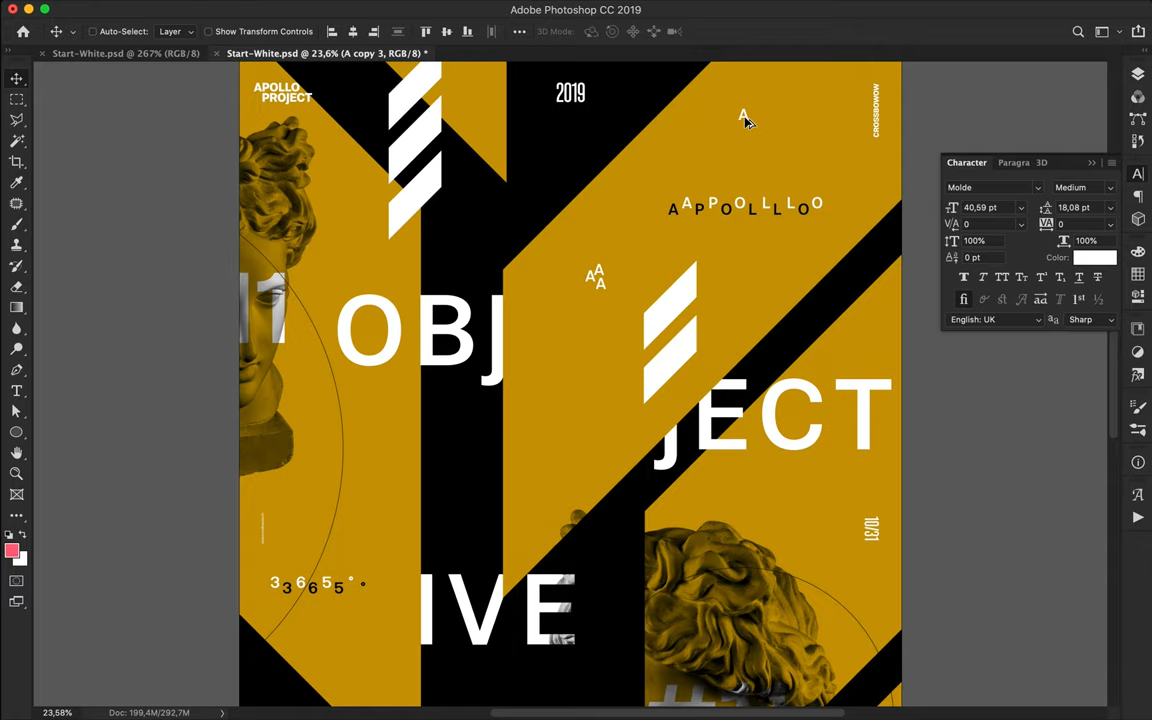 Adobe Photoshop CC 2019
Auto-Select: Layer Show Transform Controls 3D Mode:
Start-White.psd @ 267% (RGB/8) Start-White.psd @ 23,6% (A copy 3, RGB/8) *
APOLLO
PROJECT
2019
CROSSBOWOW
A
AAPPOOLLLLOO
A
A
A
OBJ
JECT
10/31
336655°°
IVE
Character Paragra 3D
Molde Medium
40,59 pt 18,08 pt
0 0
100% 100%
0 pt Color:
English: UK Sharp
23,58% Doc: 199,4M/292,7M